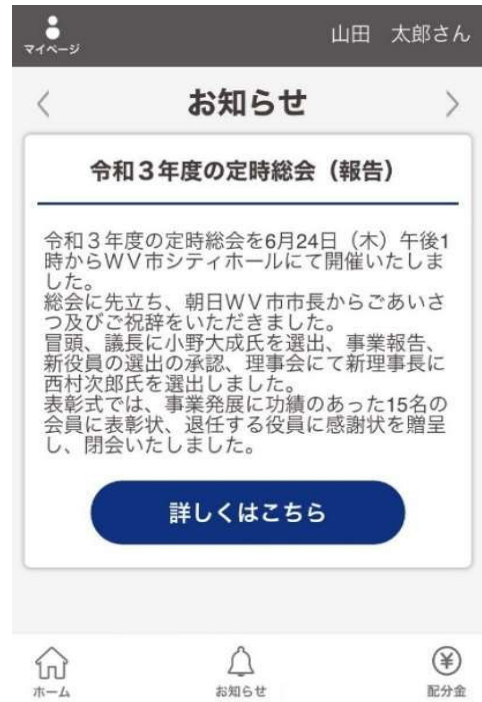 マイページ
山田 太郎さん
お知らせ
令和３年度の定時総会（報告）
令和３年度の定時総会を6月24日（木）午後1
時からＷＶ市シティホールにて開催いたしま
した。
総会に先立ち、朝日ＷＶ市市長からごあいさ
つ及びご祝辞をいただきました。
冒頭、議長に小野大成氏を選出、事業報告、
新役員の選出の承認、理事会にて新理事長に
西村次郎氏を選出しました。
表彰式では、事業発展に功績のあった15名の
会員に表彰状、退任する役員に感謝状を贈呈
し、閉会いたしました。
詳しくはこちら
ホーム
お知らせ
配分金